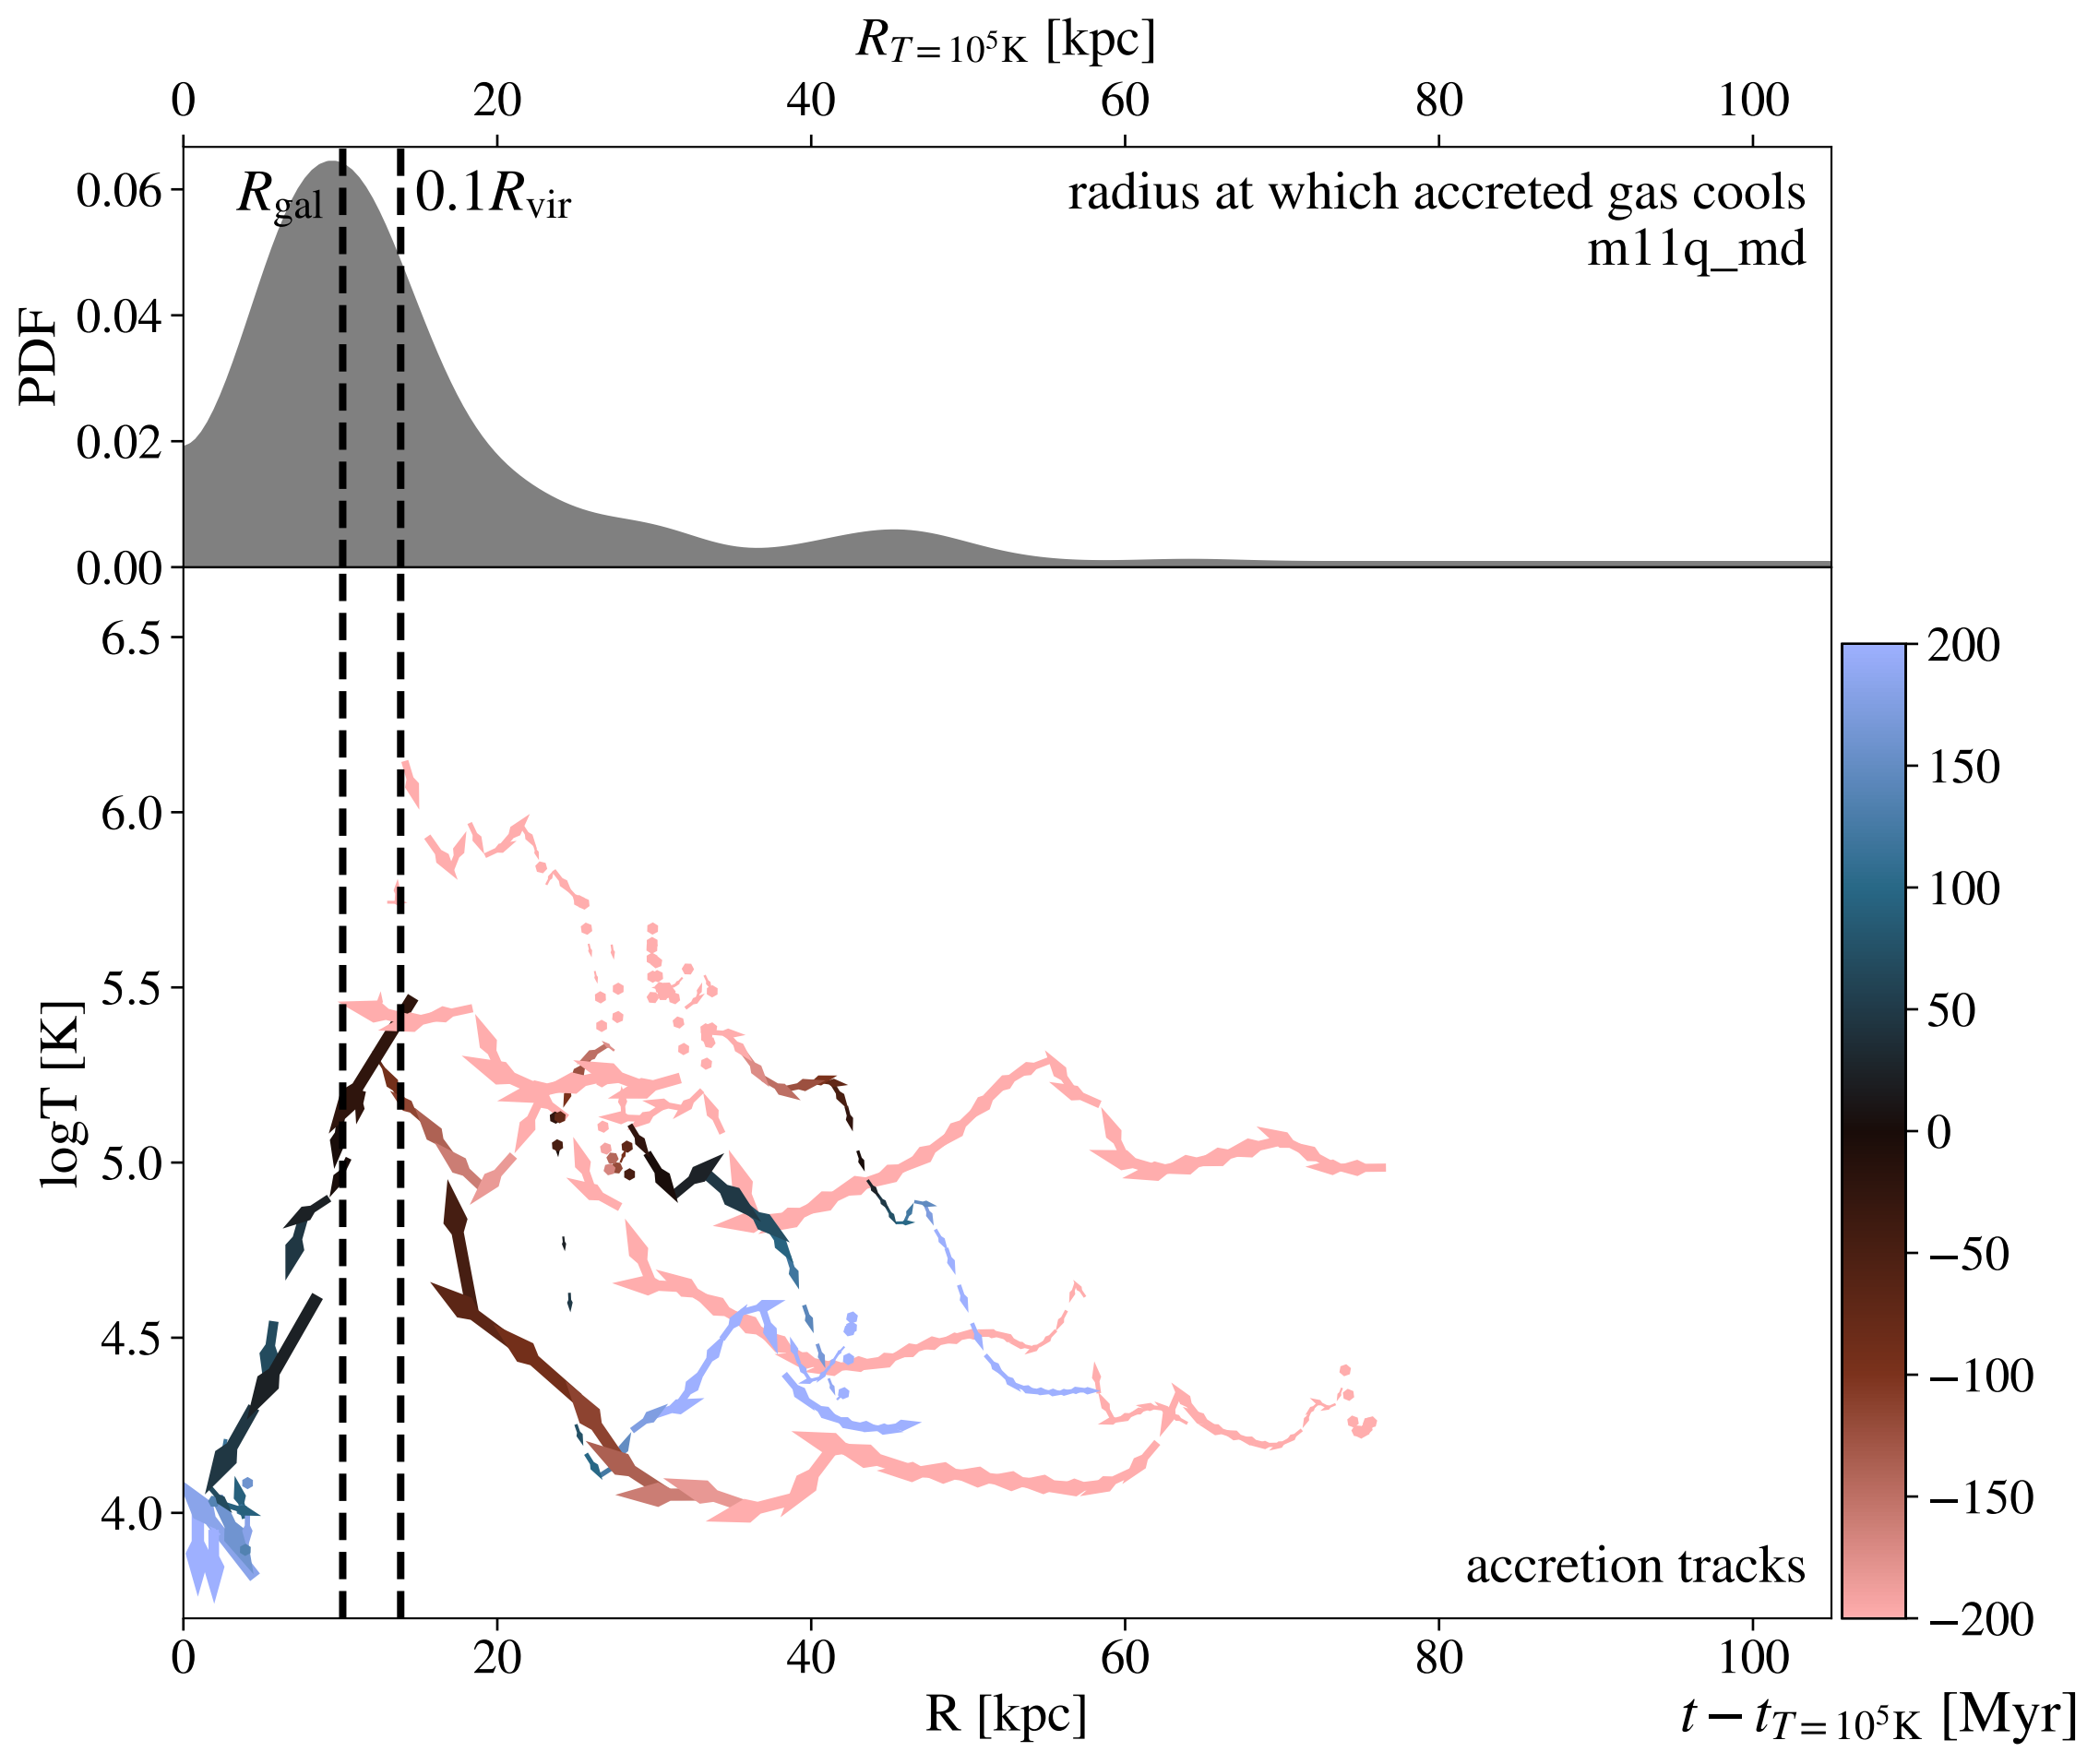 R_{T=10^5K} [kpc]
0 20 40 60 80 100
radius at which accreted gas cools
m11q_md
R_gal 0.1R_vir
PDF
0.06
0.04
0.02
0.00
6.5
6.0
5.5
5.0
4.5
4.0
logT [K]
accretion tracks
0 20 40 60 80 100
R [kpc]
200
150
100
50
0
−50
−100
−150
−200
t − t_{T=10^5K} [Myr]